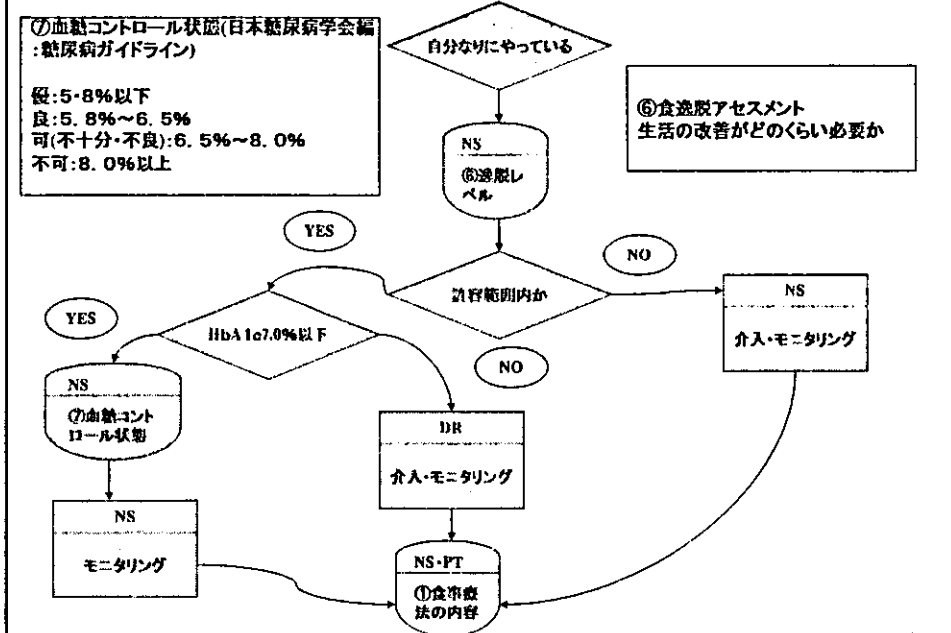 ⑦血糖コントロール状態(日本糖尿病学会編
:糖尿病ガイドライン)
優:5・8%以下
良:5.8%~6.5%
可(不十分・不良):6.5%~8.0%
不可:8.0%以上
自分なりにやっている
⑥食逸脱アセスメント
生活の改善がどのくらい必要か
NS
⑥逸脱レ
ベル
YES
NO
許容範囲内か
NS
介入・モニタリング
YES
HbA1c7.0%以下
NO
NS
⑦血糖コント
ロール状態
DR
介入・モニタリング
NS
モニタリング
NS・PT
①食事療
法の内容